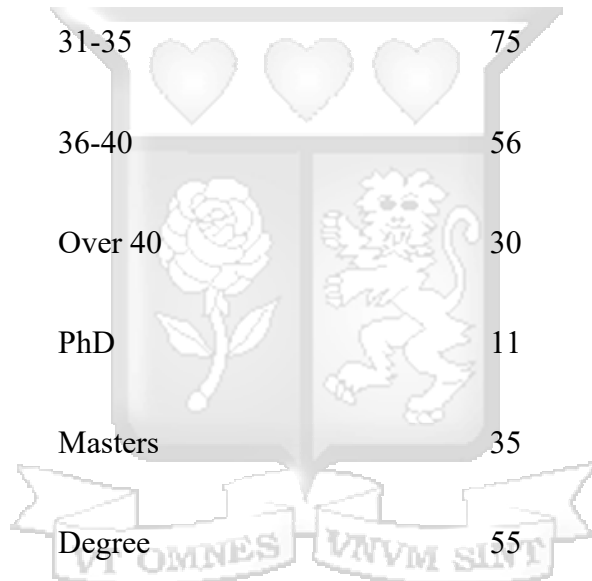 31-35 75
36-40 56
Over 40 30
PhD 11
Masters 35
Degree 55
VT OMNES VNVM SINT